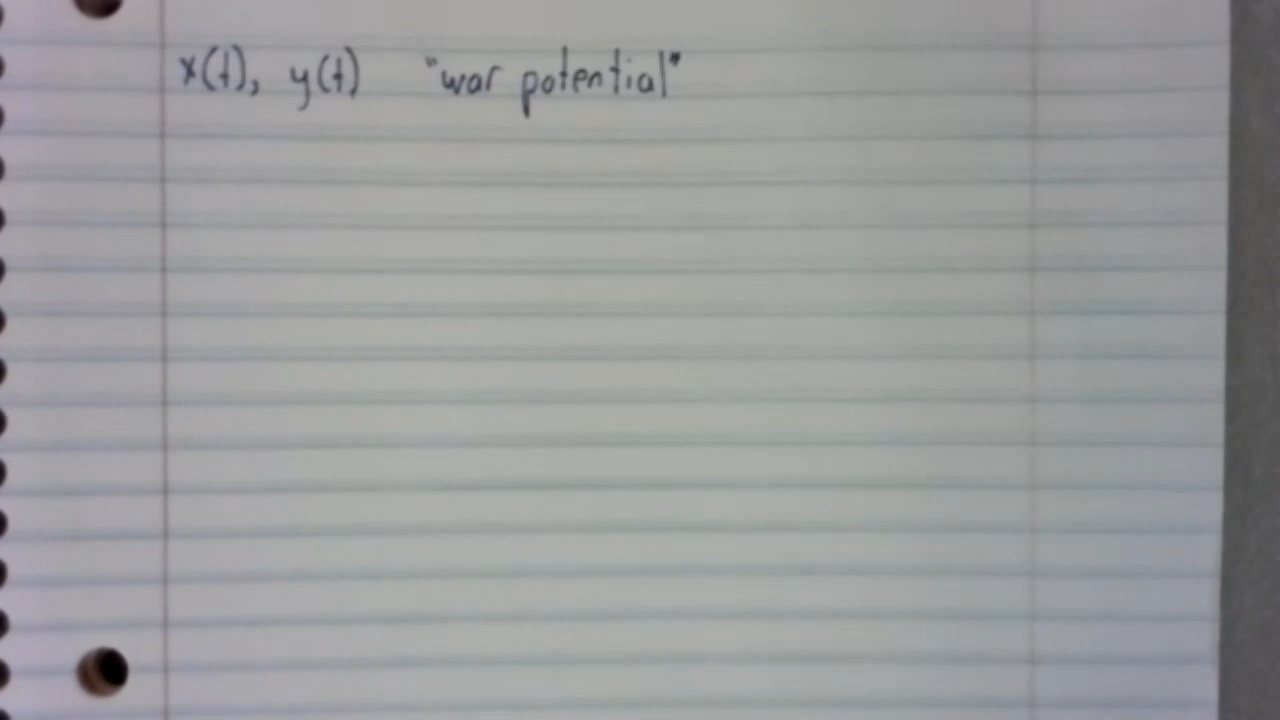 x(t), y(t) "war potential"